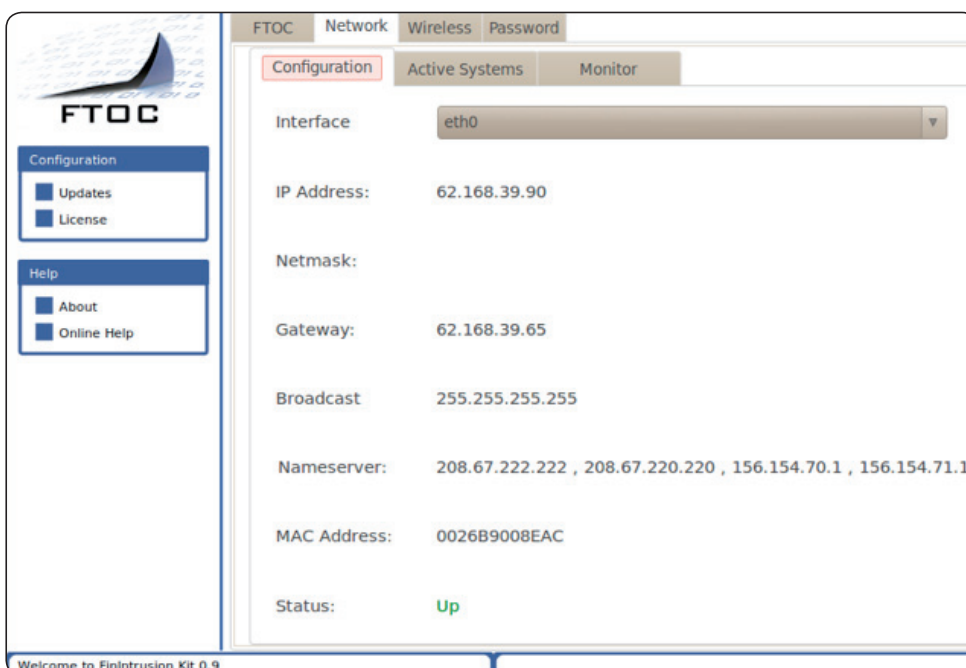 FTOC Network Wireless Password
Configuration Active Systems Monitor
FTOC
Configuration
Updates
License
Help
About
Online Help
Interface eth0
IP Address: 62.168.39.90
Netmask:
Gateway: 62.168.39.65
Broadcast 255.255.255.255
Nameserver: 208.67.222.222 , 208.67.220.220 , 156.154.70.1 , 156.154.71.1
MAC Address: 0026B9008EAC
Status: Up
Welcome to FinIntrusion Kit 0.9